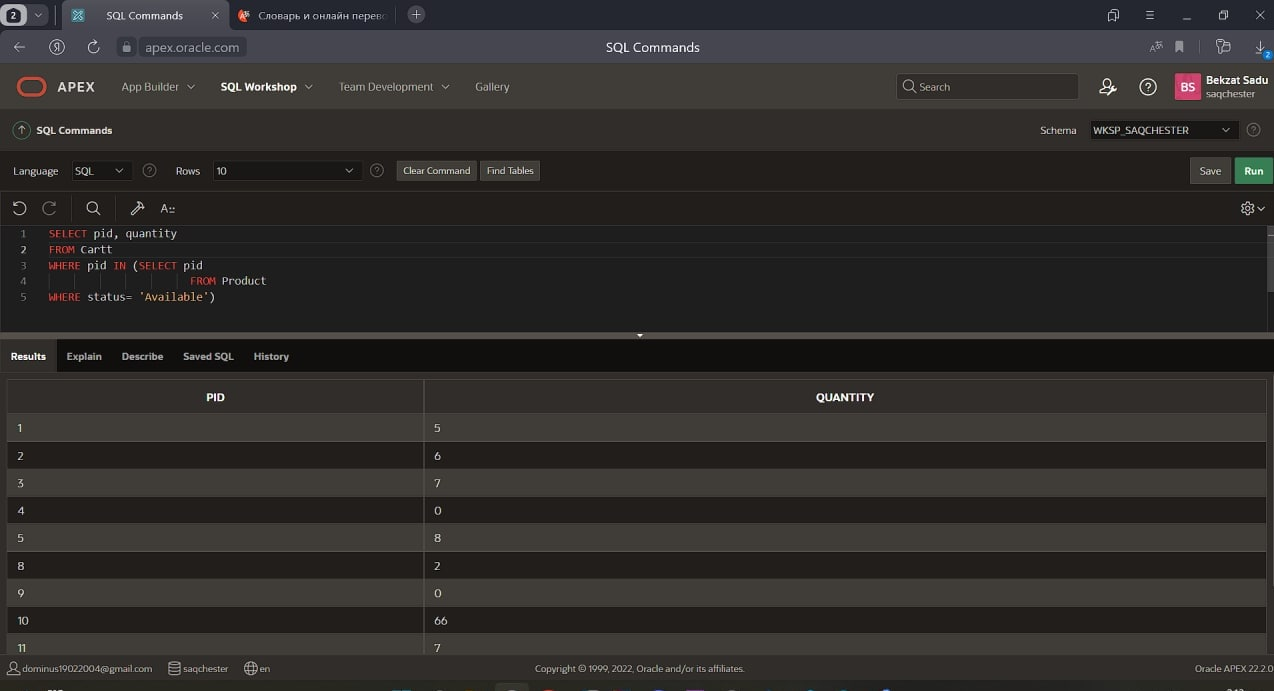 2
SQL Commands
Словарь и онлайн перево
apex.oracle.com
SQL Commands
APEX
App Builder
SQL Workshop
Team Development
Gallery
Search
BS
Bekzat Sadu
saqchester
SQL Commands
Schema
WKSP_SAQCHESTER
Language
SQL
Rows
10
Clear Command
Find Tables
Save
Run
1 SELECT pid, quantity
2 FROM Cartt
3 WHERE pid IN (SELECT pid
4 FROM Product
5 WHERE status= 'Available')
Results
Explain
Describe
Saved SQL
History
PID QUANTITY
1 5
2 6
3 7
4 0
5 8
8 2
9 0
10 66
11 7
dominus19022004@gmail.com
saqchester
en
Copyright © 1999, 2022, Oracle and/or its affiliates.
Oracle APEX 22.2.0